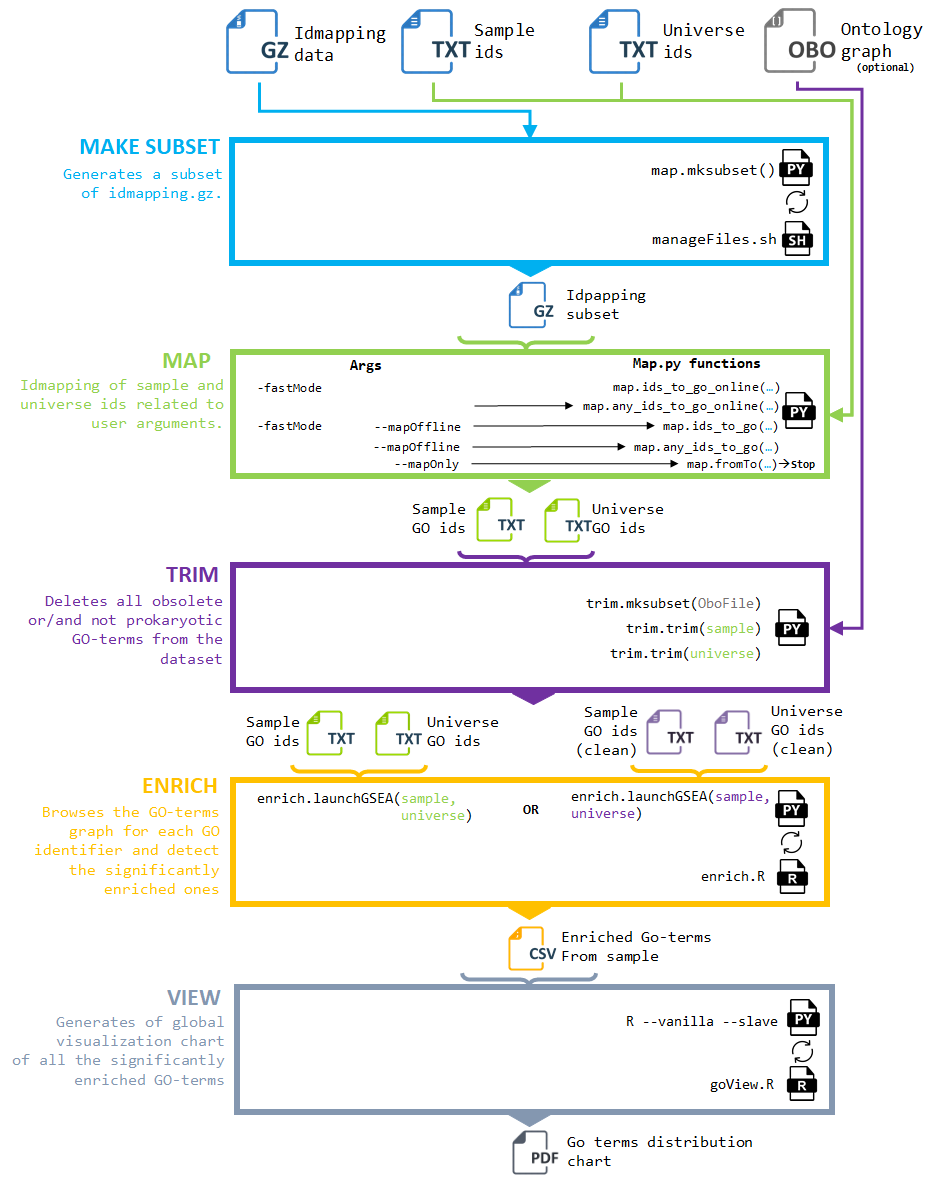 GZ
Idmapping
data
TXT
Sample
ids
TXT
Universe
ids
OBO
Ontology
graph
(optional)
MAKE SUBSET
Generates a subset
of idmapping.gz.
map.mksubset()
PY
manageFiles.sh
SH
GZ
Idpapping
subset
MAP
Idmapping of sample and
universe ids related to
user arguments.
Args
Map.py functions
-fastMode
map.ids_to_go_online(…)
map.any_ids_to_go_online(…)
PY
-fastMode
--mapOffline
map.ids_to_go(…)
--mapOffline
map.any_ids_to_go(…)
--mapOnly
map.fromTo(…)→Stop
Sample
GO ids
TXT
TXT
Universe
GO ids
TRIM
Deletes all obsolete
or/and not prokaryotic
GO-terms from the
dataset
trim.mksubset(OboFile)
trim.trim(sample)
trim.trim(universe)
PY
Sample
GO ids
TXT
TXT
Universe
GO ids
Sample
GO ids
(clean)
TXT
TXT
Universe
GO ids
(clean)
ENRICH
Browses the GO-terms
graph for each GO
identifier and detect
the significantly
enriched ones
enrich.launchGSEA(sample,
universe)
OR
enrich.launchGSEA(sample,
universe)
PY
enrich.R
R
CSV
Enriched Go-terms
From sample
VIEW
Generates of global
visualization chart
of all the significantly
enriched GO-terms
R --vanilla --slave
PY
goView.R
R
PDF
Go terms distribution
chart